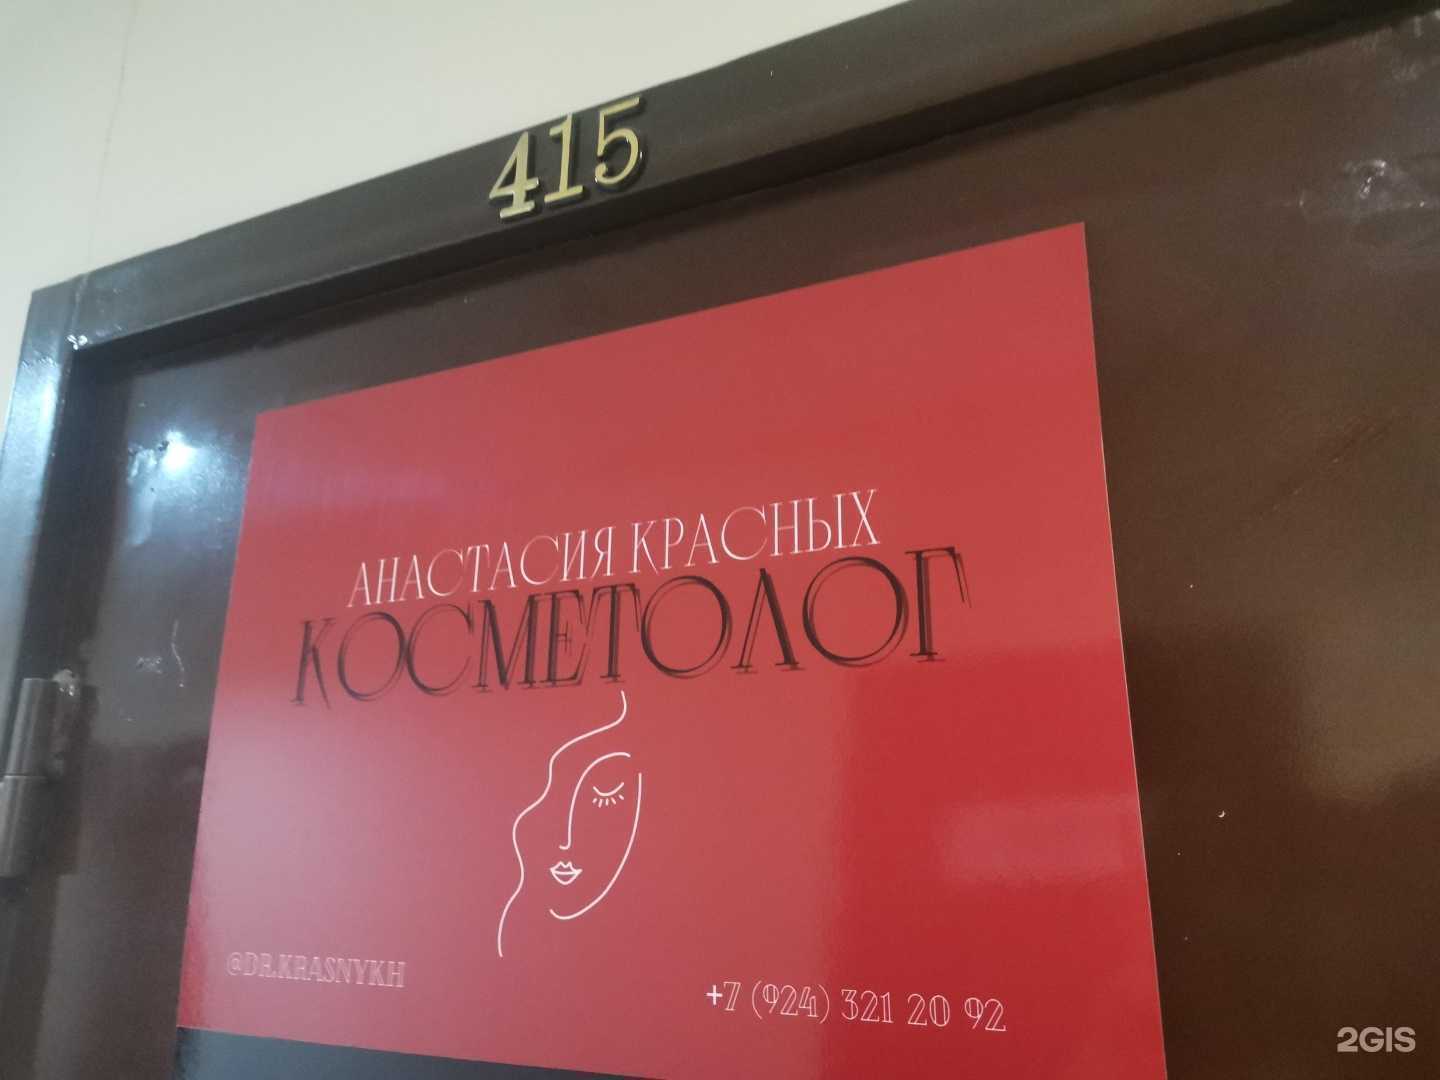 415
АНАСТАСИЯ КРАСНЫХ
КОСМЕТОЛОГ
@DR.KRASNYKH
+7 (924) 321 20 92
2GIS